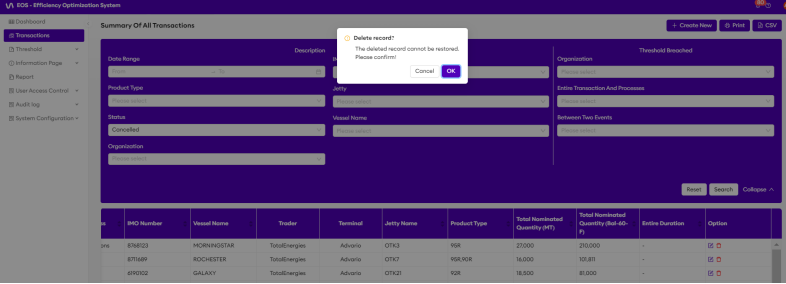 EOS - Efficiency Optimization System
Dashboard
Transactions
Threshold
Information Page
Report
User Access Control
Audit log
System Configuration
Summary Of All Transactions
+ Create New
Print
CSV
Delete record?
The deleted record cannot be restored.
Please confirm!
Cancel
OK
Description
Threshold Breached
Date Range
Organisation
From
To
Please select
Product Type
Jetty
Entire Transaction And Processes
Please select
Please select
Please select
Status
Vessel Name
Between Two Events
Cancelled
Please select
Please select
Organization
Please select
Reset
Search
Collapse
IMO Number
Vessel Name
Trader
Terminal
Jetty Name
Product Type
Total Nominated Quantity (MT)
Total Nominated Quantity (Bal-60-F)
Entire Duration
Option
8768123 MORNINGSTAR TotalEnergies Advario OTK3 95R 27,000 210,000 -
8711689 ROCHESTER TotalEnergies Advario OTK7 95R,90R 16,000 101,811 -
6190102 GALAXY TotalEnergies Advario OTK21 92R 18,500 81,000 -